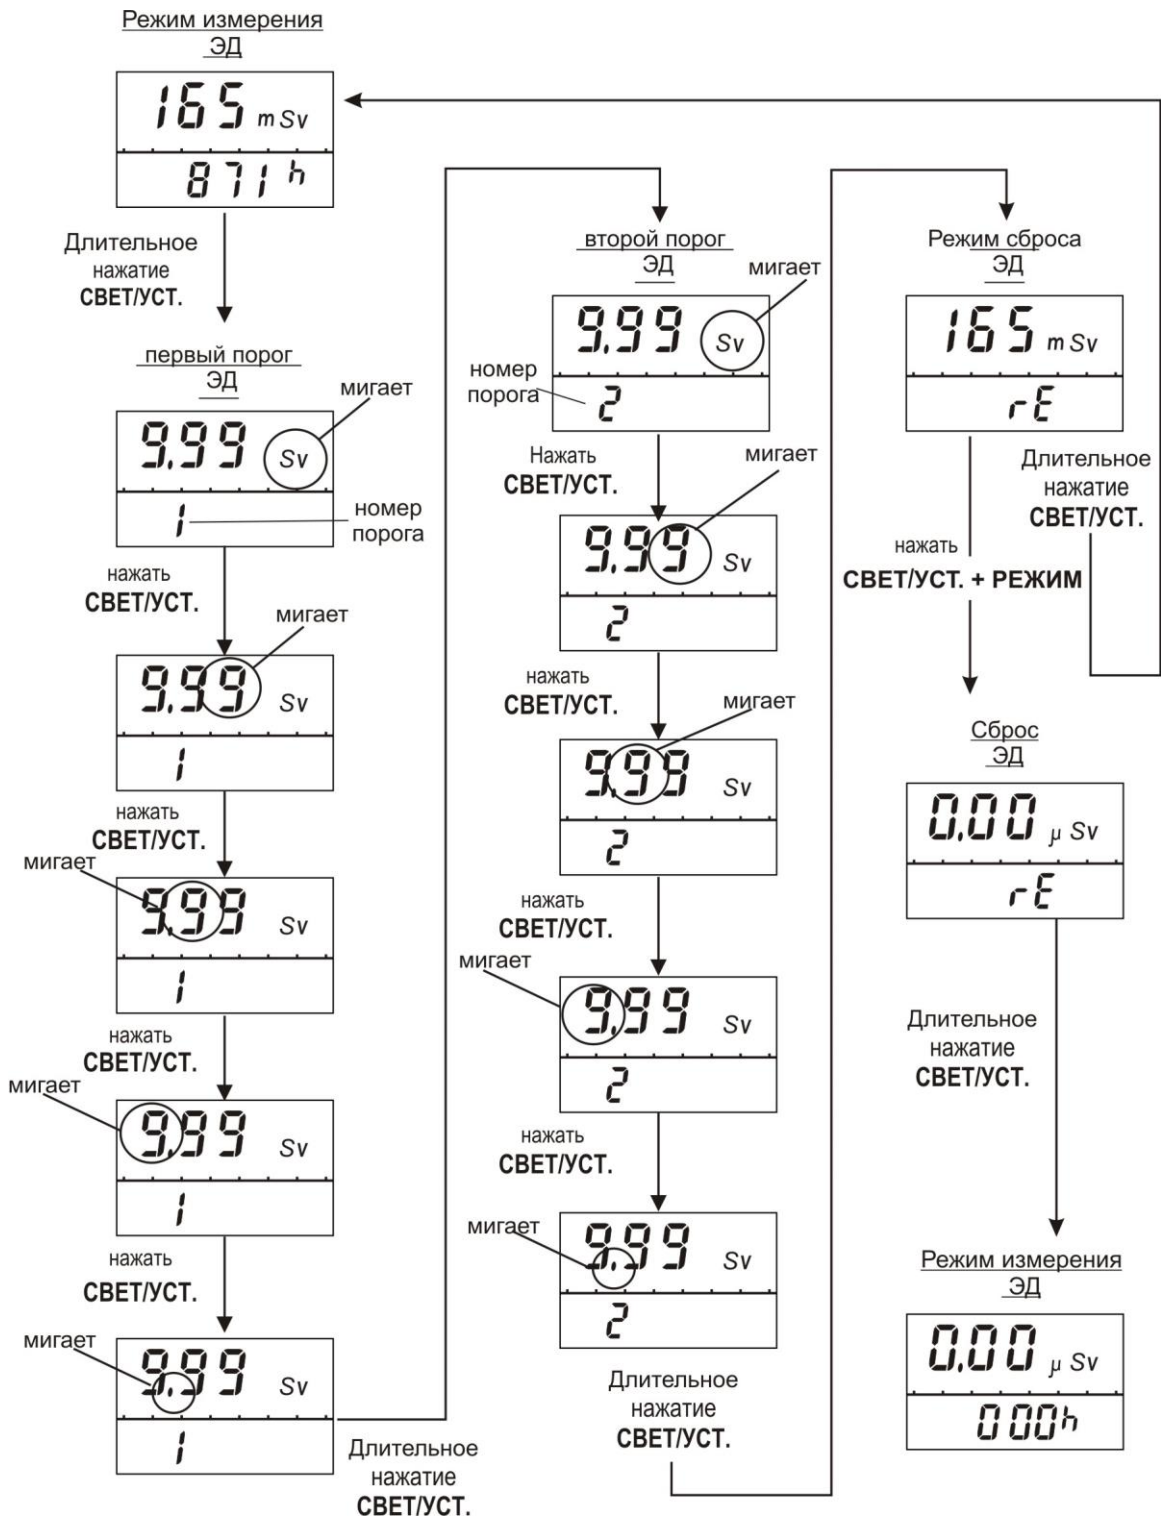 Режим измерения
ЭД
165 mSv
871 h
Длительное
нажатие
СВЕТ/УСТ.
первый порог
ЭД
мигает
9.99 Sv
1
номер
порога
нажать
СВЕТ/УСТ.
мигает
9.99 Sv
1
нажать
СВЕТ/УСТ.
мигает
9.99 Sv
1
нажать
СВЕТ/УСТ.
мигает
9.99 Sv
1
нажать
СВЕТ/УСТ.
мигает
9.99 Sv
1
Длительное
нажатие
СВЕТ/УСТ.
второй порог
ЭД
мигает
9.99 Sv
номер
порога
2
Нажать
СВЕТ/УСТ.
мигает
9.99 Sv
2
нажать
СВЕТ/УСТ.
мигает
9.99 Sv
2
нажать
СВЕТ/УСТ.
мигает
9.99 Sv
2
нажать
СВЕТ/УСТ.
мигает
9.99 Sv
2
Длительное
нажатие
СВЕТ/УСТ.
Режим сброса
ЭД
165 mSv
rE
Длительное
нажатие
СВЕТ/УСТ.
нажать
СВЕТ/УСТ. + РЕЖИМ
Сброс
ЭД
0.00 µ Sv
rE
Длительное
нажатие
СВЕТ/УСТ.
Режим измерения
ЭД
0.00 µ Sv
000h